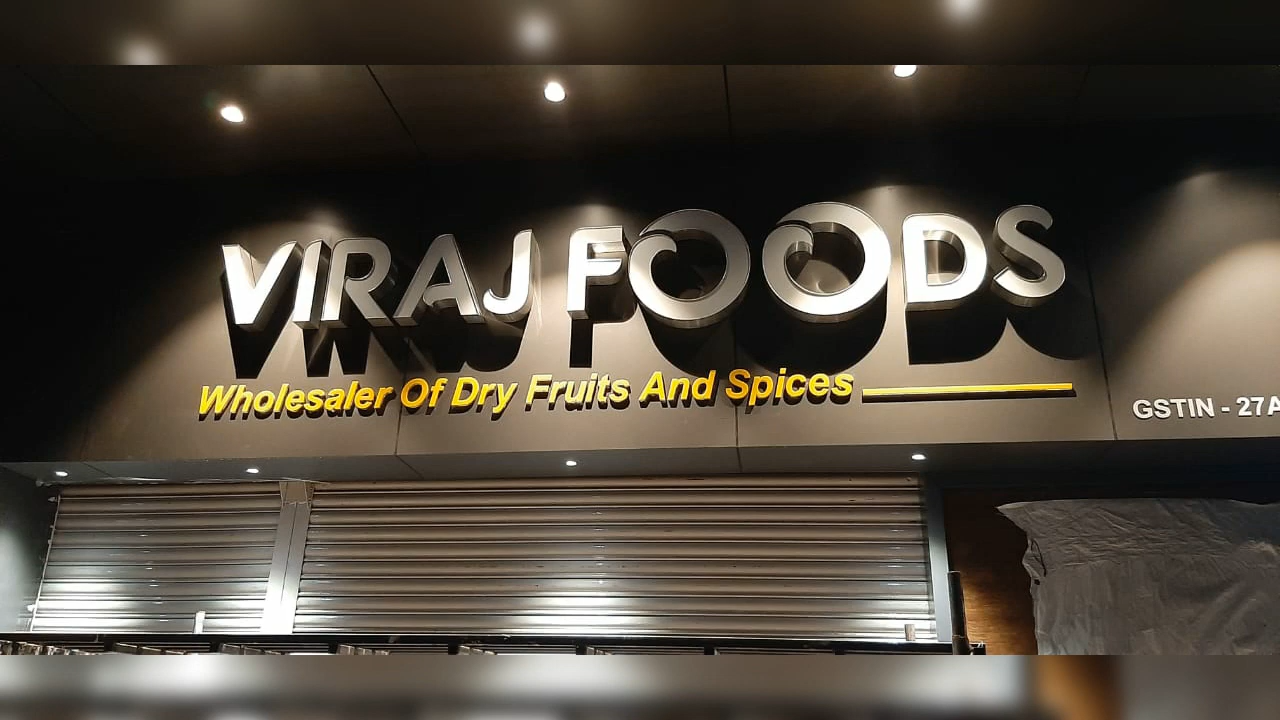 VIRAJ FOODS
Wholesaler Of Dry Fruits And Spices
GSTIN - 27A